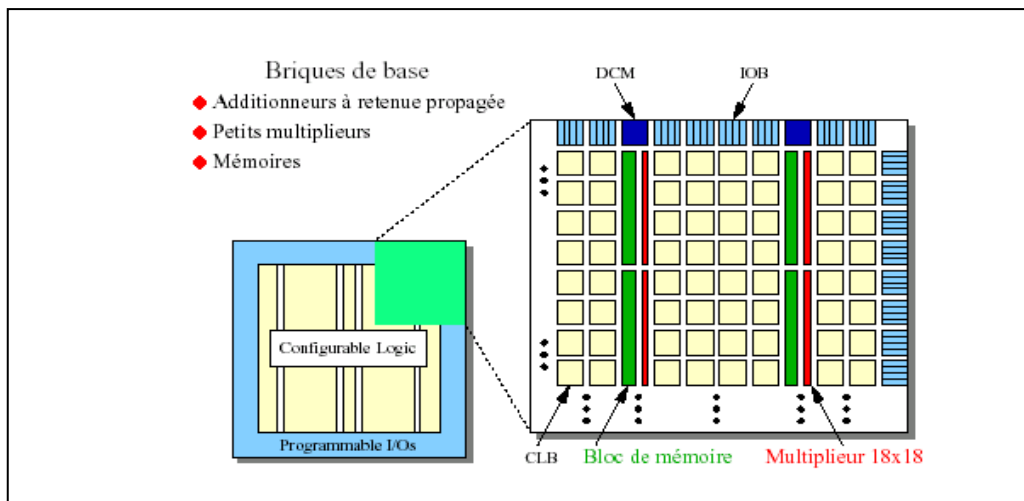 Briques de base
Additionneurs à retenue propagée
Petits multiplieurs
Mémoires
DCM
IOB
Configurable Logic
Programmable I/Os
CLB
Bloc de mémoire
Multiplieur 18x18